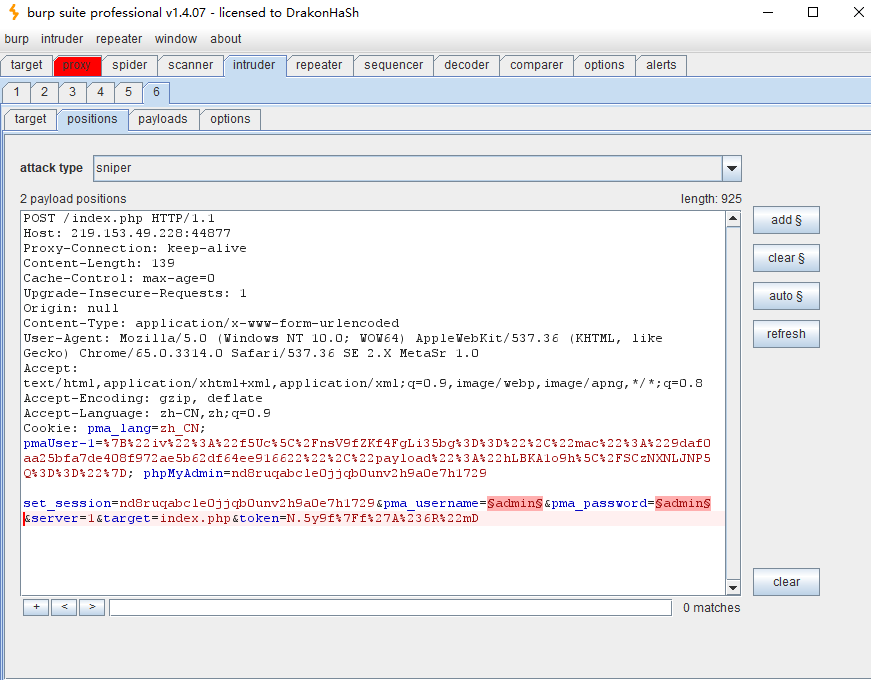 burp suite professional v1.4.07 - licensed to DrakonHaSh
burp intruder repeater window about
target proxy spider scanner intruder repeater sequencer decoder comparer options alerts
1 2 3 4 5 6
target positions payloads options
attack type sniper
2 payload positions length: 925
POST /index.php HTTP/1.1
Host: 219.153.49.228:44877
Proxy-Connection: keep-alive
Content-Length: 139
Cache-Control: max-age=0
Upgrade-Insecure-Requests: 1
Origin: null
Content-Type: application/x-www-form-urlencoded
User-Agent: Mozilla/5.0 (Windows NT 10.0; WOW64) AppleWebKit/537.36 (KHTML, like
Gecko) Chrome/65.0.3314.0 Safari/537.36 SE 2.X MetaSr 1.0
Accept:
text/html,application/xhtml+xml,application/xml;q=0.9,image/webp,image/apng,*/*;q=0.8
Accept-Encoding: gzip, deflate
Accept-Language: zh-CN,zh;q=0.9
Cookie: pma_lang=zh_CN;
pmaUser-1=%7B%22iv%22%3A%22f5Uc%5C%2FnsV9fZKf4FgLi35bg%3D%3D%22%2C%22mac%22%3A%229daf0
aa25bfa7de408f972ae5b62df64ee916622%22%2C%22payload%22%3A%22hLBKA1o9h%5C%2FSCzNXNLJNP5
Q%3D%3D%22%7D; phpMyAdmin=nd8ruqabcle0jjqb0unv2h9a0e7h1729
set_session=nd8ruqabcle0jjqb0unv2h9a0e7h1729&pma_username=§admin§&pma_password=§admin§
&server=1&target=index.php&token=N.5y9f%7Ff%27A%236R%22mD
add §
clear §
auto §
refresh
clear
+ < > 0 matches